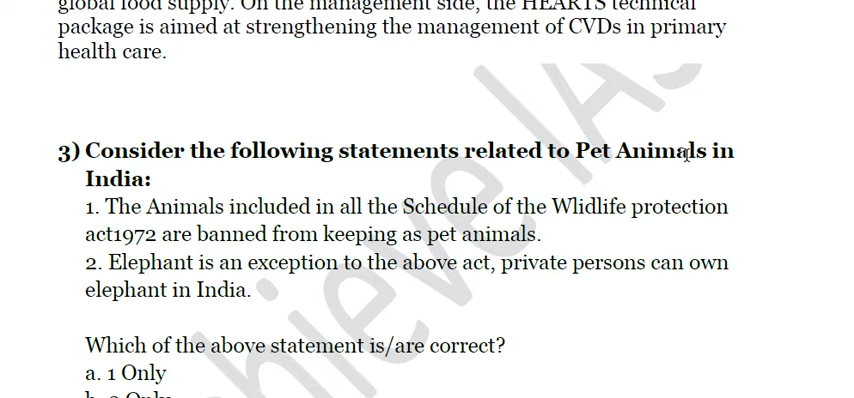 global food supply. On the management side, the HEARTS technical
package is aimed at strengthening the management of CVDs in primary
health care.
3) Consider the following statements related to Pet Animals in
India:
1. The Animals included in all the Schedule of the Wlidlife protection
act1972 are banned from keeping as pet animals.
2. Elephant is an exception to the above act, private persons can own
elephant in India.
Which of the above statement is/are correct?
a. 1 Only